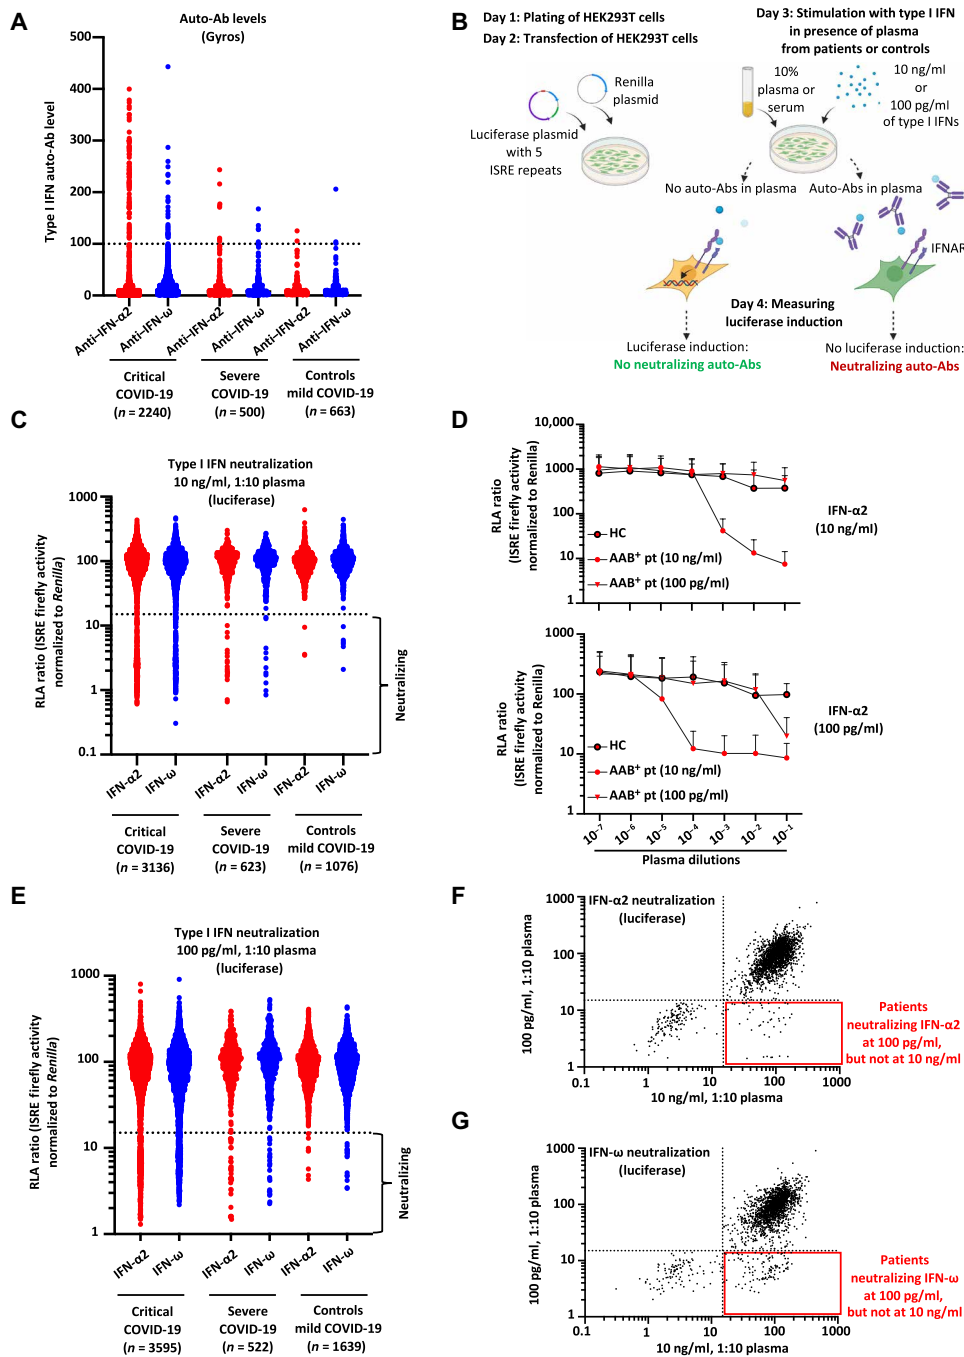 A
Auto-Ab levels
(Gyros)
Type I IFN auto-Ab level
500
400
300
200
100
0
Anti–IFN-α2
Anti–IFN-ω
Anti–IFN-α2
Anti–IFN-ω
Anti–IFN-α2
Anti–IFN-ω
Critical
COVID-19
(n = 2240)
Severe
COVID-19
(n = 500)
Controls
mild COVID-19
(n = 663)
B
Day 1: Plating of HEK293T cells
Day 2: Transfection of HEK293T cells
Day 3: Stimulation with type I IFN
in presence of plasma
from patients or controls
Renilla
plasmid
Luciferase plasmid
with 5
ISRE repeats
10%
plasma or
serum
10 ng/ml
or
100 pg/ml
of type I IFNs
No auto-Abs in plasma
Auto-Abs in plasma
IFNAR
Day 4: Measuring
luciferase induction
Luciferase induction:
No neutralizing auto-Abs
No luciferase induction:
Neutralizing auto-Abs
C
Type I IFN neutralization
10 ng/ml, 1:10 plasma
(luciferase)
RLA ratio (ISRE firefly activity
normalized to Renilla)
1000
100
10
1
0.1
Neutralizing
IFN-α2
IFN-ω
IFN-α2
IFN-ω
IFN-α2
IFN-ω
Critical
COVID-19
(n = 3136)
Severe
COVID-19
(n = 623)
Controls
mild COVID-19
(n = 1076)
D
RLA ratio
(ISRE firefly activity
normalized to Renilla)
10,000
1000
100
10
1
HC
AAB+ pt (10 ng/ml)
AAB+ pt (100 pg/ml)
IFN-α2
(10 ng/ml)
RLA ratio
(ISRE firefly activity
normalized to Renilla)
1000
100
10
1
HC
AAB+ pt (10 ng/ml)
AAB+ pt (100 pg/ml)
IFN-α2
(100 pg/ml)
10−7
10−6
10−5
10−4
10−3
10−2
10−1
Plasma dilutions
E
Type I IFN neutralization
100 pg/ml, 1:10 plasma
(luciferase)
RLA ratio (ISRE firefly activity
normalized to Renilla)
1000
100
10
1
Neutralizing
IFN-α2
IFN-ω
IFN-α2
IFN-ω
IFN-α2
IFN-ω
Critical
COVID-19
(n = 3595)
Severe
COVID-19
(n = 522)
Controls
mild COVID-19
(n = 1639)
F
IFN-α2 neutralization
(luciferase)
100 pg/ml, 1:10 plasma
1000
100
10
1
0.1
1
10
100
1000
10 ng/ml, 1:10 plasma
Patients
neutralizing IFN-α2
at 100 pg/ml,
but not at 10 ng/ml
G
IFN-ω neutralization
(luciferase)
100 pg/ml, 1:10 plasma
1000
100
10
1
0.1
1
10
100
1000
10 ng/ml, 1:10 plasma
Patients
neutralizing IFN-ω
at 100 pg/ml,
but not at 10 ng/ml